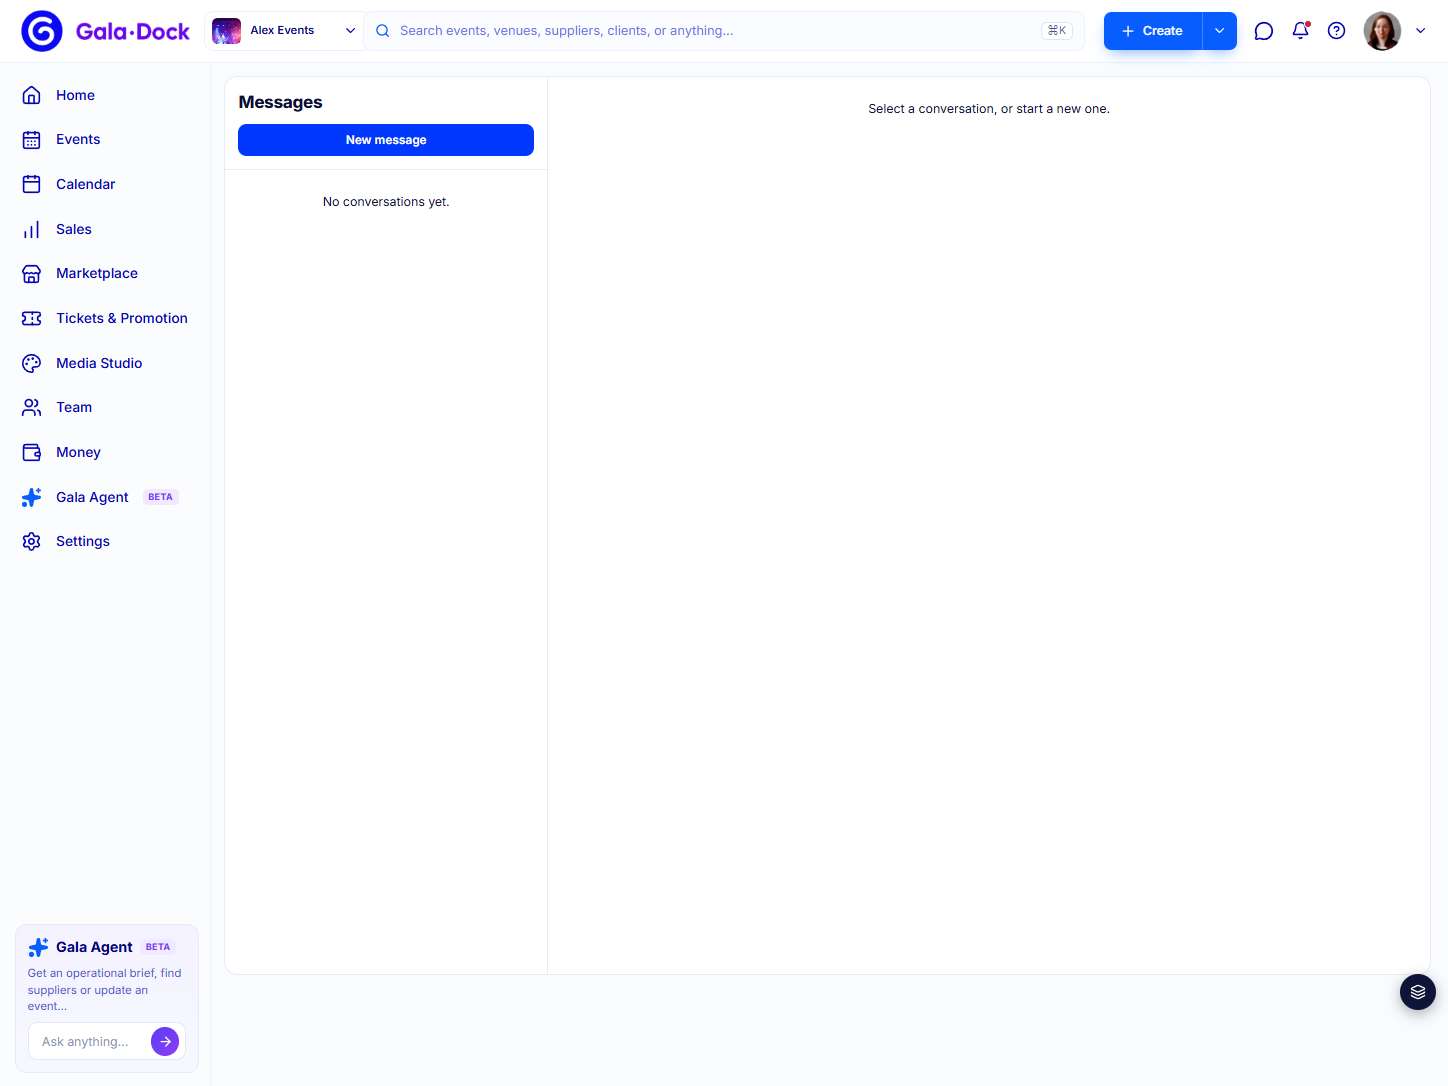 Gala·Dock
Alex Events
Search events, venues, suppliers, clients, or anything...
⌘K
Create
Home
Events
Calendar
Sales
Marketplace
Tickets & Promotion
Media Studio
Team
Money
Gala Agent BETA
Settings
Messages
New message
No conversations yet.
Select a conversation, or start a new one.
Gala Agent BETA
Get an operational brief, find
suppliers or update an
event...
Ask anything...